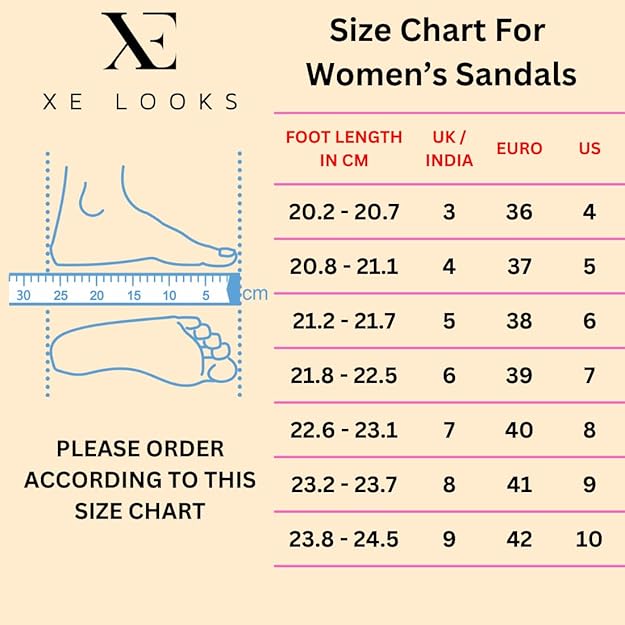 XE
XE LOOKS
Size Chart For
Women’s Sandals
FOOT LENGTH IN CM UK / INDIA EURO US
20.2 - 20.7 3 36 4
20.8 - 21.1 4 37 5
21.2 - 21.7 5 38 6
21.8 - 22.5 6 39 7
22.6 - 23.1 7 40 8
23.2 - 23.7 8 41 9
23.8 - 24.5 9 42 10
30 25 20 15 10 5 cm
PLEASE ORDER
ACCORDING TO THIS
SIZE CHART